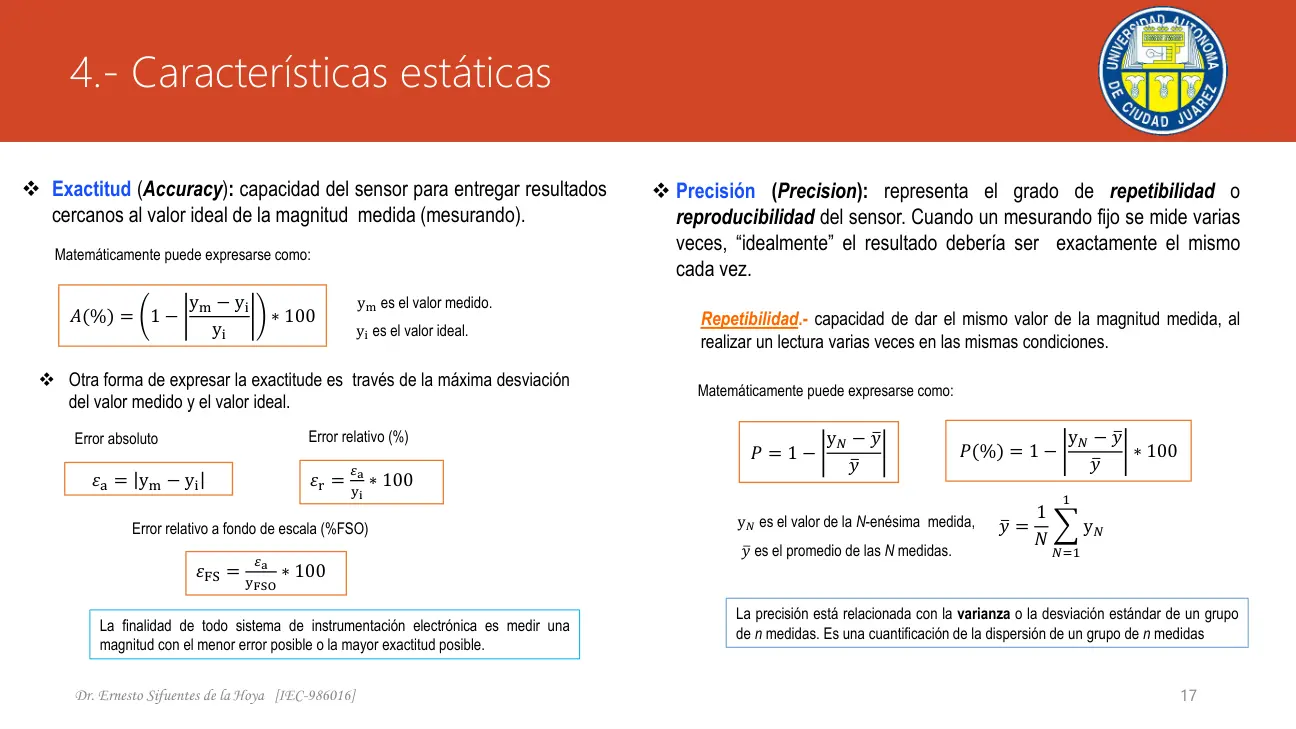 4.- Características estáticas
UNIVERSIDAD AUTONOMA
DE CIUDAD JUAREZ
❖ Exactitud (Accuracy): capacidad del sensor para entregar resultados
cercanos al valor ideal de la magnitud medida (mesurando).
Matemáticamente puede expresarse como:
A(%) = (1 − |(yₘ − yᵢ)/yᵢ|) ∗ 100
yₘ es el valor medido.
yᵢ es el valor ideal.
❖ Otra forma de expresar la exactitude es través de la máxima desviación
del valor medido y el valor ideal.
Error absoluto
Error relativo (%)
εₐ = |yₘ − yᵢ|
εᵣ = εₐ/yᵢ ∗ 100
Error relativo a fondo de escala (%FSO)
ε_FS = εₐ/y_FSO ∗ 100
La finalidad de todo sistema de instrumentación electrónica es medir una
magnitud con el menor error posible o la mayor exactitud posible.
❖ Precisión (Precision): representa el grado de repetibilidad o
reproducibilidad del sensor. Cuando un mesurando fijo se mide varias
veces, “idealmente” el resultado debería ser exactamente el mismo
cada vez.
Repetibilidad.- capacidad de dar el mismo valor de la magnitud medida, al
realizar un lectura varias veces en las mismas condiciones.
Matemáticamente puede expresarse como:
P = 1 − |(y_N − ȳ)/ȳ|
P(%) = 1 − |(y_N − ȳ)/ȳ| ∗ 100
y_N es el valor de la N-enésima medida,
ȳ es el promedio de las N medidas.
ȳ = 1/N ∑_{N=1}^{1} y_N
La precisión está relacionada con la varianza o la desviación estándar de un grupo
de n medidas. Es una cuantificación de la dispersión de un grupo de n medidas
Dr. Ernesto Sifuentes de la Hoya [IEC-986016]
17